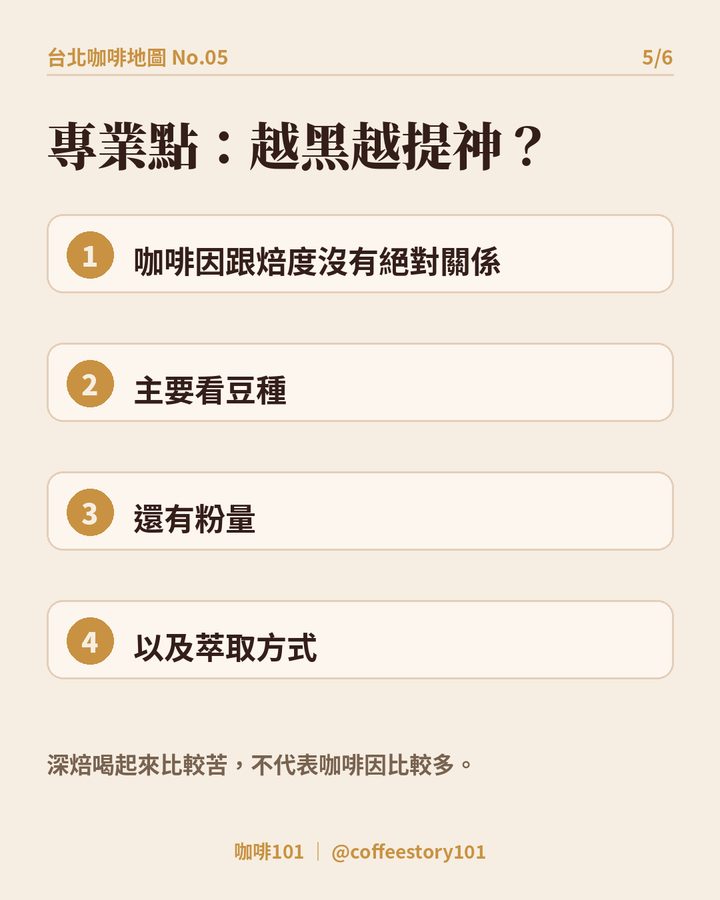 台北咖啡地圖 No.05
5/6
專業點：越黑越提神？
1 咖啡因跟焙度沒有絕對關係
2 主要看豆種
3 還有粉量
4 以及萃取方式
深焙喝起來比較苦，不代表咖啡因比較多。
咖啡101｜@coffeestory101